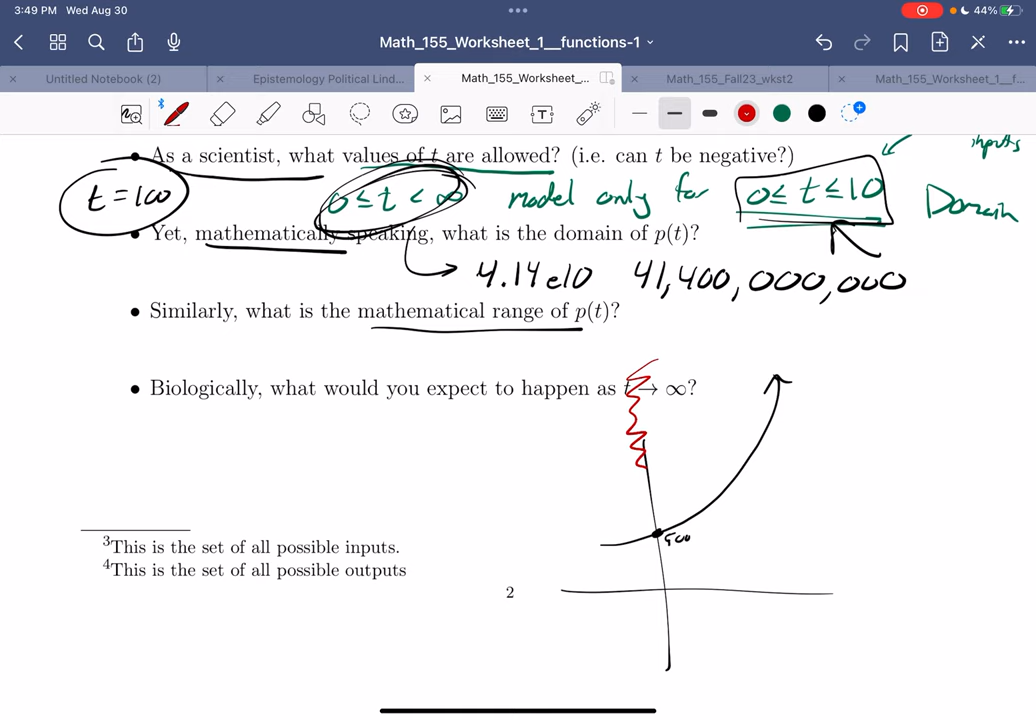 3:49 PM Wed Aug 30
44%
Math_155_Worksheet_1__functions-1
Untitled Notebook (2)
Epistemology Political Lind...
Math_155_Worksheet_...
Math_155_Fall23_wkst2
Math_155_Worksheet_1__f...
• As a scientist, what values of t are allowed? (i.e. can t be negative?)
inputs
t = 100
0 ≤ t < ∞ model only for 0 ≤ t ≤ 10 Domain
• Yet, mathematically speaking, what is the domain of p(t)?
4.14e10 41,400,000,000
• Similarly, what is the mathematical range of p(t)?
• Biologically, what would you expect to happen as t → ∞?
500
3This is the set of all possible inputs.
4This is the set of all possible outputs
2